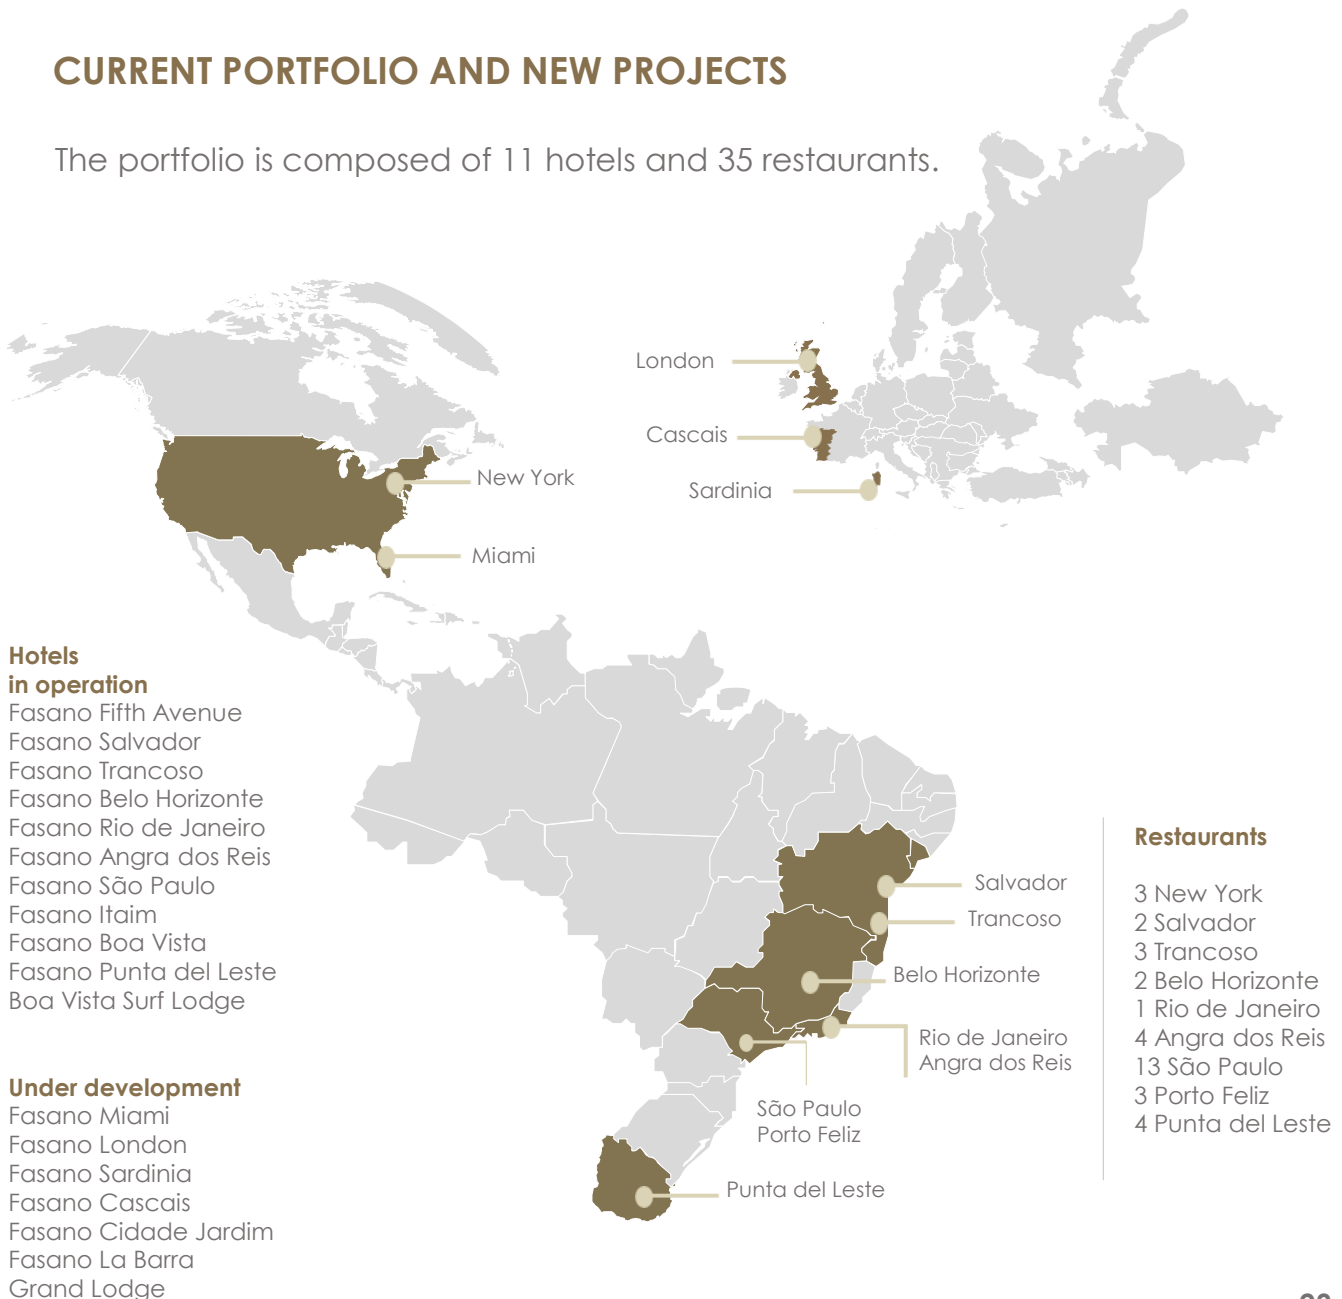 CURRENT PORTFOLIO AND NEW PROJECTS
The portfolio is composed of 11 hotels and 35 restaurants.
London
Cascais
Sardinia
New York
Miami
Hotels
in operation
Fasano Fifth Avenue
Fasano Salvador
Fasano Trancoso
Fasano Belo Horizonte
Fasano Rio de Janeiro
Fasano Angra dos Reis
Fasano São Paulo
Fasano Itaim
Fasano Boa Vista
Fasano Punta del Leste
Boa Vista Surf Lodge
Under development
Fasano Miami
Fasano London
Fasano Sardinia
Fasano Cascais
Fasano Cidade Jardim
Fasano La Barra
Grand Lodge
Salvador
Trancoso
Belo Horizonte
Rio de Janeiro
Angra dos Reis
São Paulo
Porto Feliz
Punta del Leste
Restaurants
3 New York
2 Salvador
3 Trancoso
2 Belo Horizonte
1 Rio de Janeiro
4 Angra dos Reis
13 São Paulo
3 Porto Feliz
4 Punta del Leste